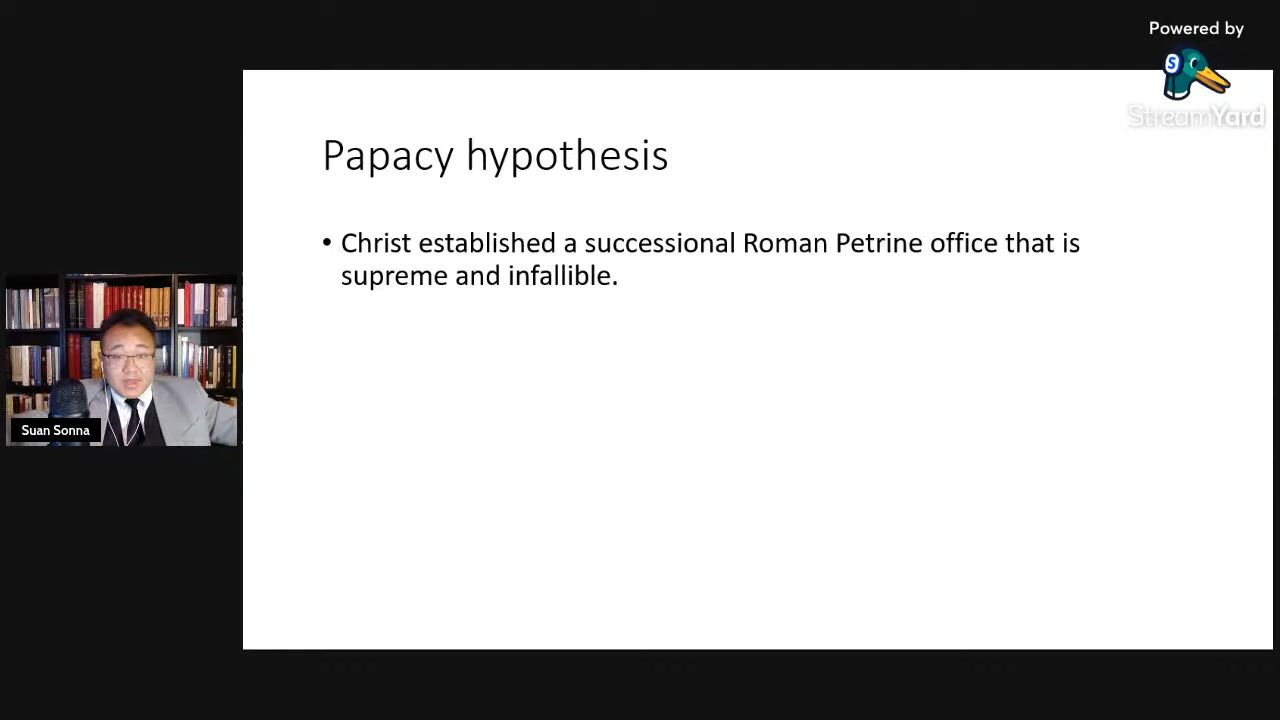 Powered by
S
StreamYard
Papacy hypothesis
• Christ established a successional Roman Petrine office that is
supreme and infallible.
Suan Sonna